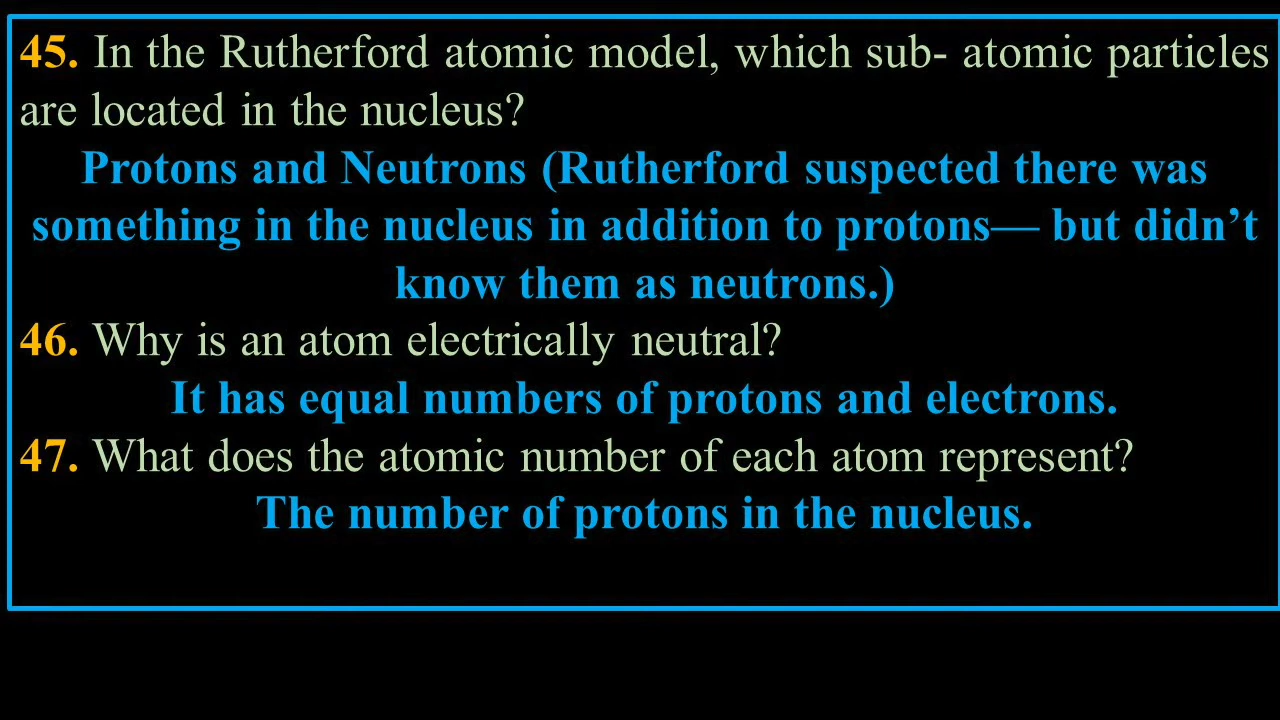 45. In the Rutherford atomic model, which sub- atomic particles
are located in the nucleus?
Protons and Neutrons (Rutherford suspected there was
something in the nucleus in addition to protons— but didn’t
know them as neutrons.)
46. Why is an atom electrically neutral?
It has equal numbers of protons and electrons.
47. What does the atomic number of each atom represent?
The number of protons in the nucleus.